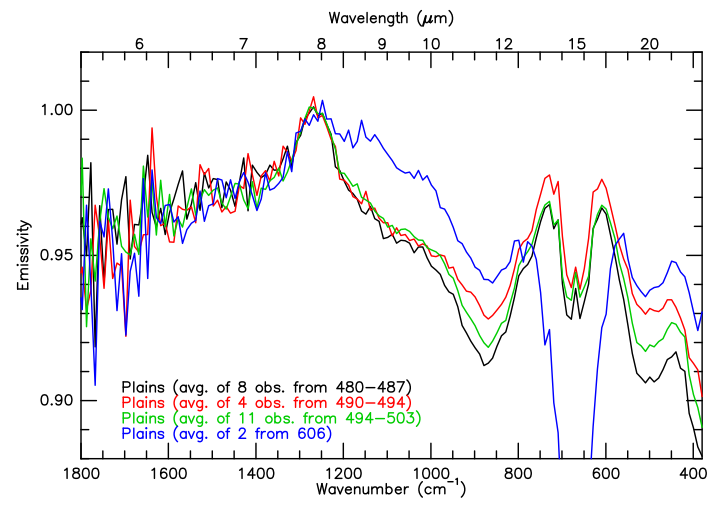 Wavelength (μm)
6 7 8 9 10 12 15 20
1.00
0.95
0.90
Emissivity
Plains (avg. of 8 obs. from 480–487)
Plains (avg. of 4 obs. from 490–494)
Plains (avg. of 11 obs. from 494–503)
Plains (avg. of 2 from 606)
1800 1600 1400 1200 1000 800 600 400
Wavenumber (cm⁻¹)